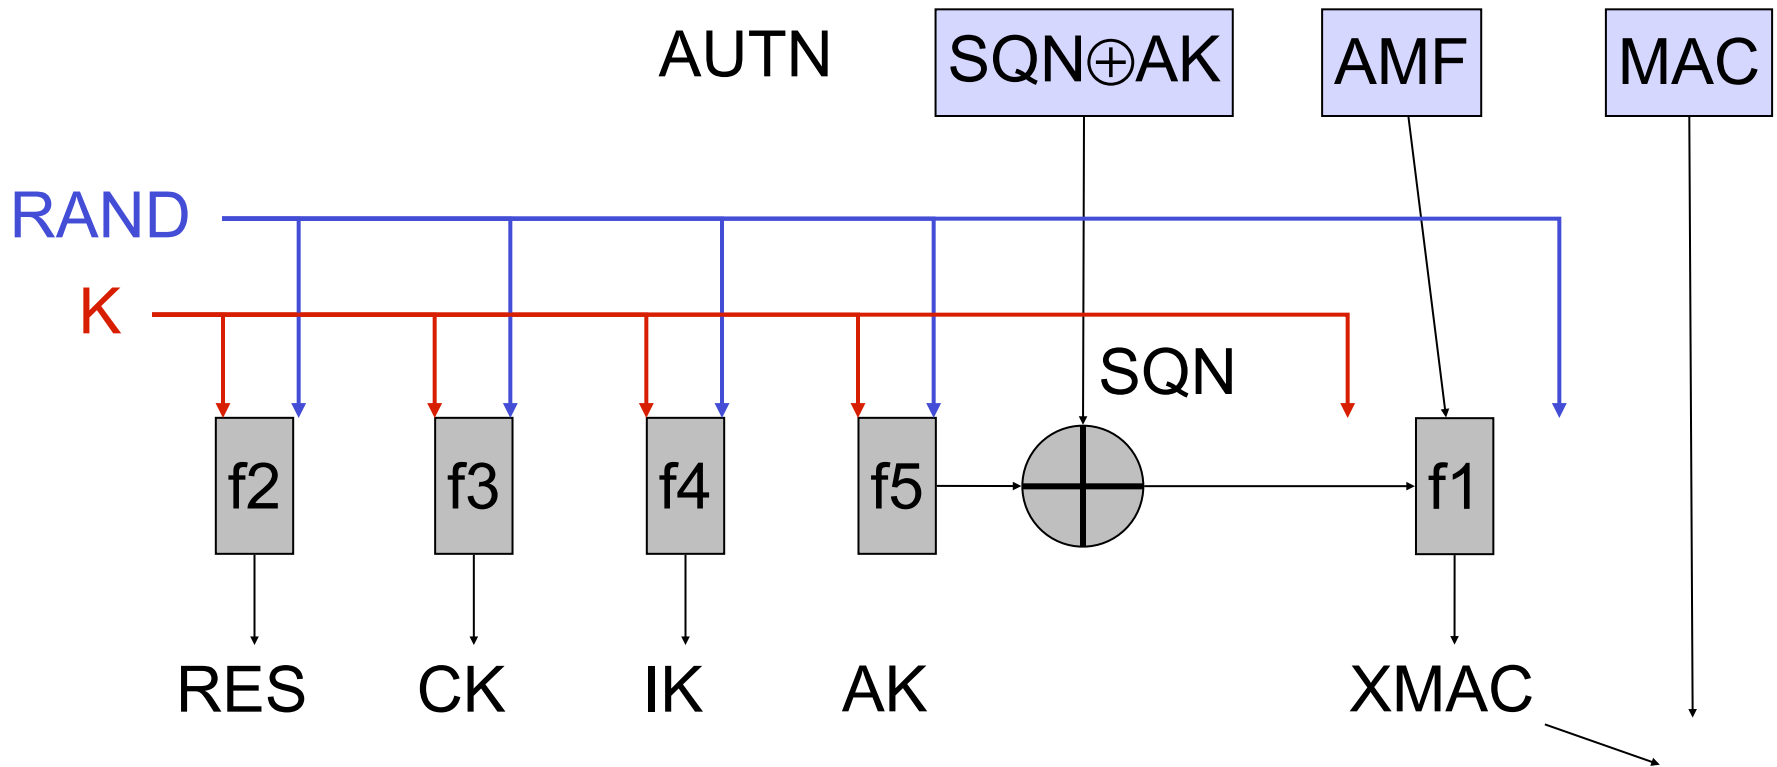 AUTN SQN⊕AK AMF MAC
RAND
K
SQN
f2 f3 f4 f5 f1
RES CK IK AK XMAC